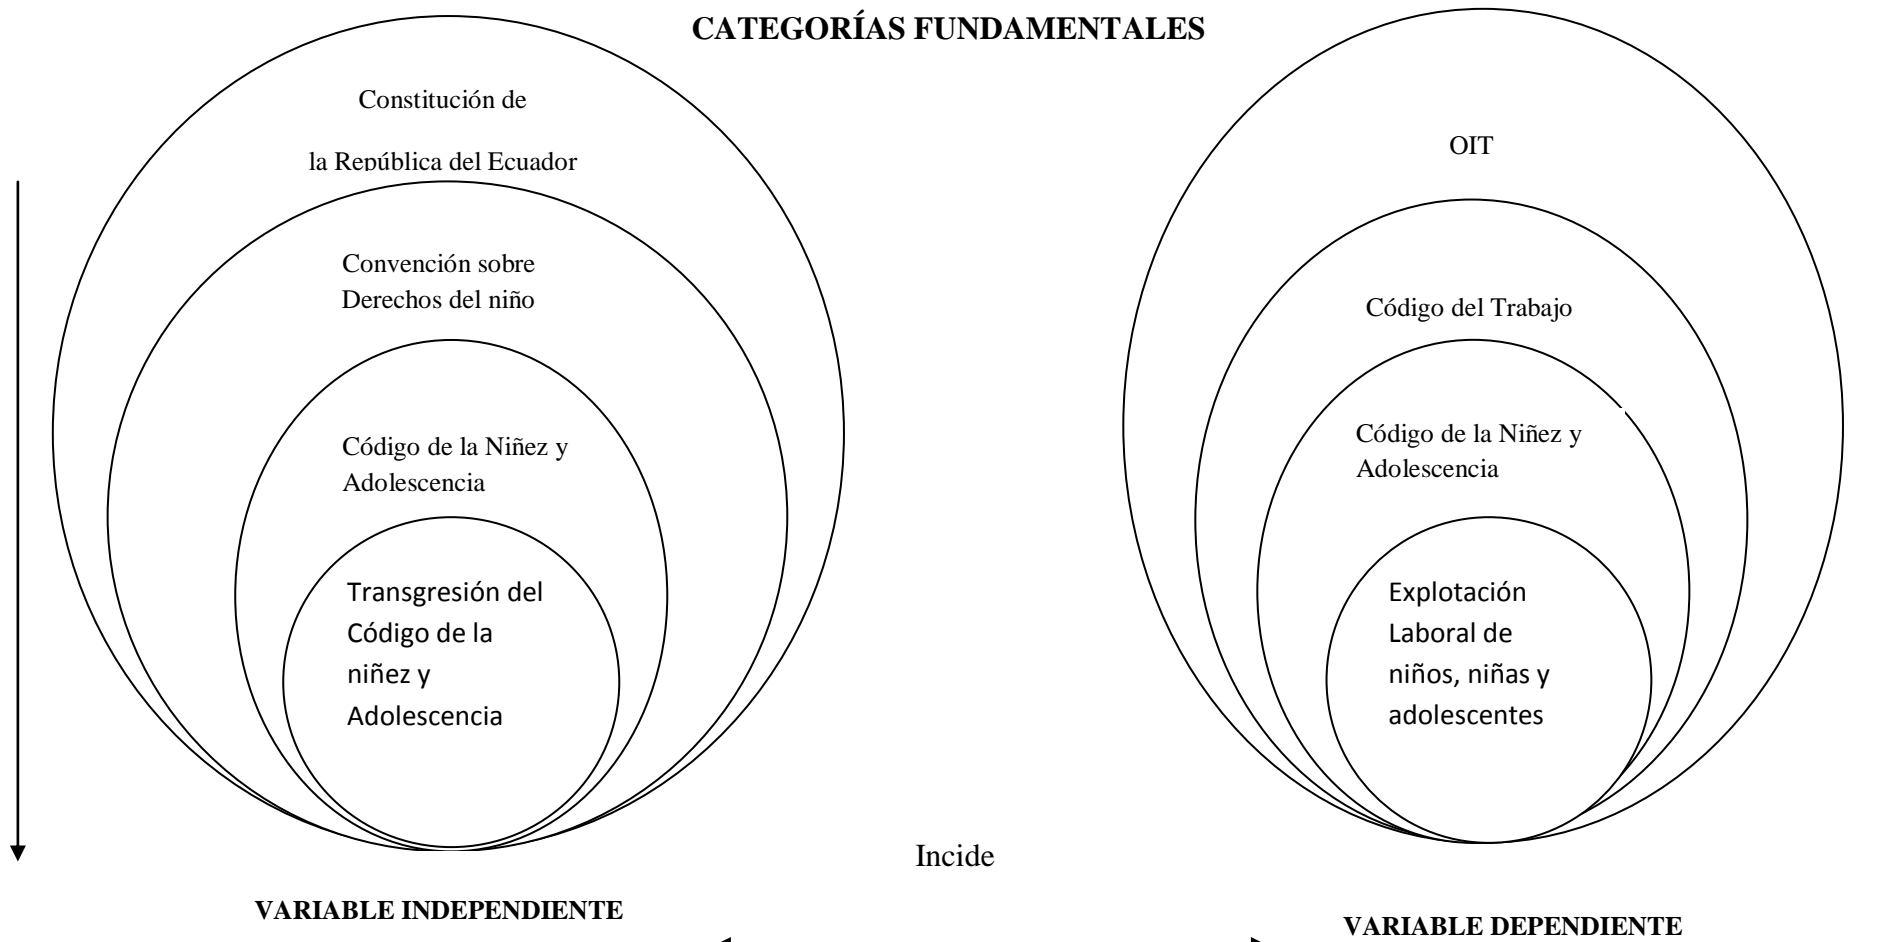 CATEGORÍAS FUNDAMENTALES
Constitución de
la República del Ecuador
Convención sobre
Derechos del niño
Código de la Niñez y
Adolescencia
Transgresión del
Código de la
niñez y
Adolescencia
VARIABLE INDEPENDIENTE
Incide
OIT
Código del Trabajo
Código de la Niñez y
Adolescencia
Explotación
Laboral de
niños, niñas y
adolescentes
VARIABLE DEPENDIENTE